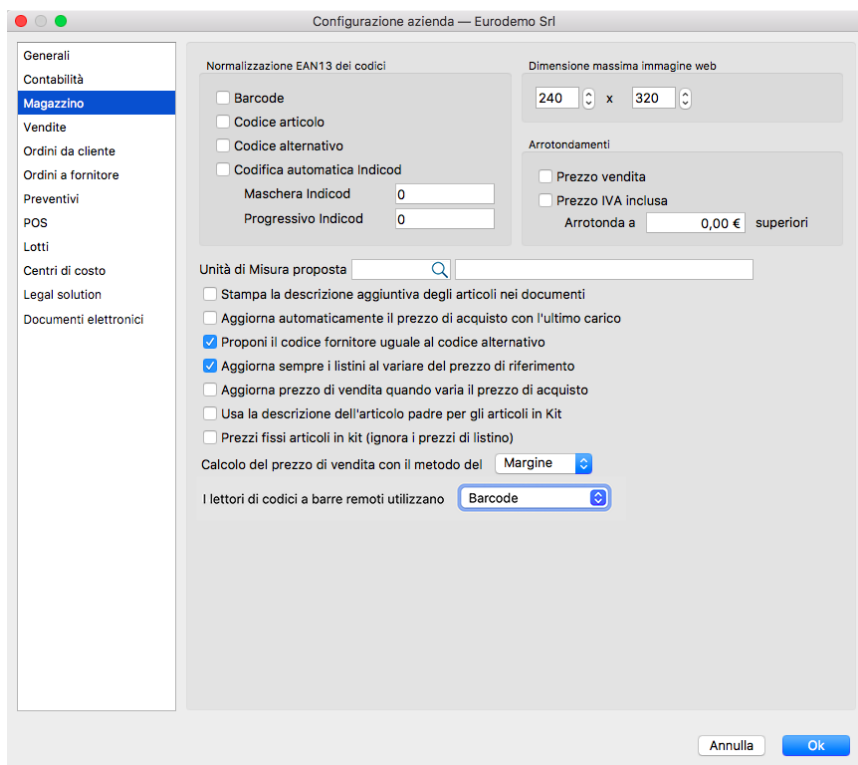 Configurazione azienda — Eurodemo Srl
Generali
Contabilità
Magazzino
Vendite
Ordini da cliente
Ordini a fornitore
Preventivi
POS
Lotti
Centri di costo
Legal solution
Documenti elettronici
Normalizzazione EAN13 dei codici
Barcode
Codice articolo
Codice alternativo
Codifica automatica Indicod
Maschera Indicod 0
Progressivo Indicod 0
Dimensione massima immagine web
240 x 320
Arrotondamenti
Prezzo vendita
Prezzo IVA inclusa
Arrotonda a 0,00 € superiori
Unità di Misura proposta
Stampa la descrizione aggiuntiva degli articoli nei documenti
Aggiorna automaticamente il prezzo di acquisto con l'ultimo carico
Proponi il codice fornitore uguale al codice alternativo
Aggiorna sempre i listini al variare del prezzo di riferimento
Aggiorna prezzo di vendita quando varia il prezzo di acquisto
Usa la descrizione dell'articolo padre per gli articoli in Kit
Prezzi fissi articoli in kit (ignora i prezzi di listino)
Calcolo del prezzo di vendita con il metodo del Margine
I lettori di codici a barre remoti utilizzano Barcode
Annulla Ok